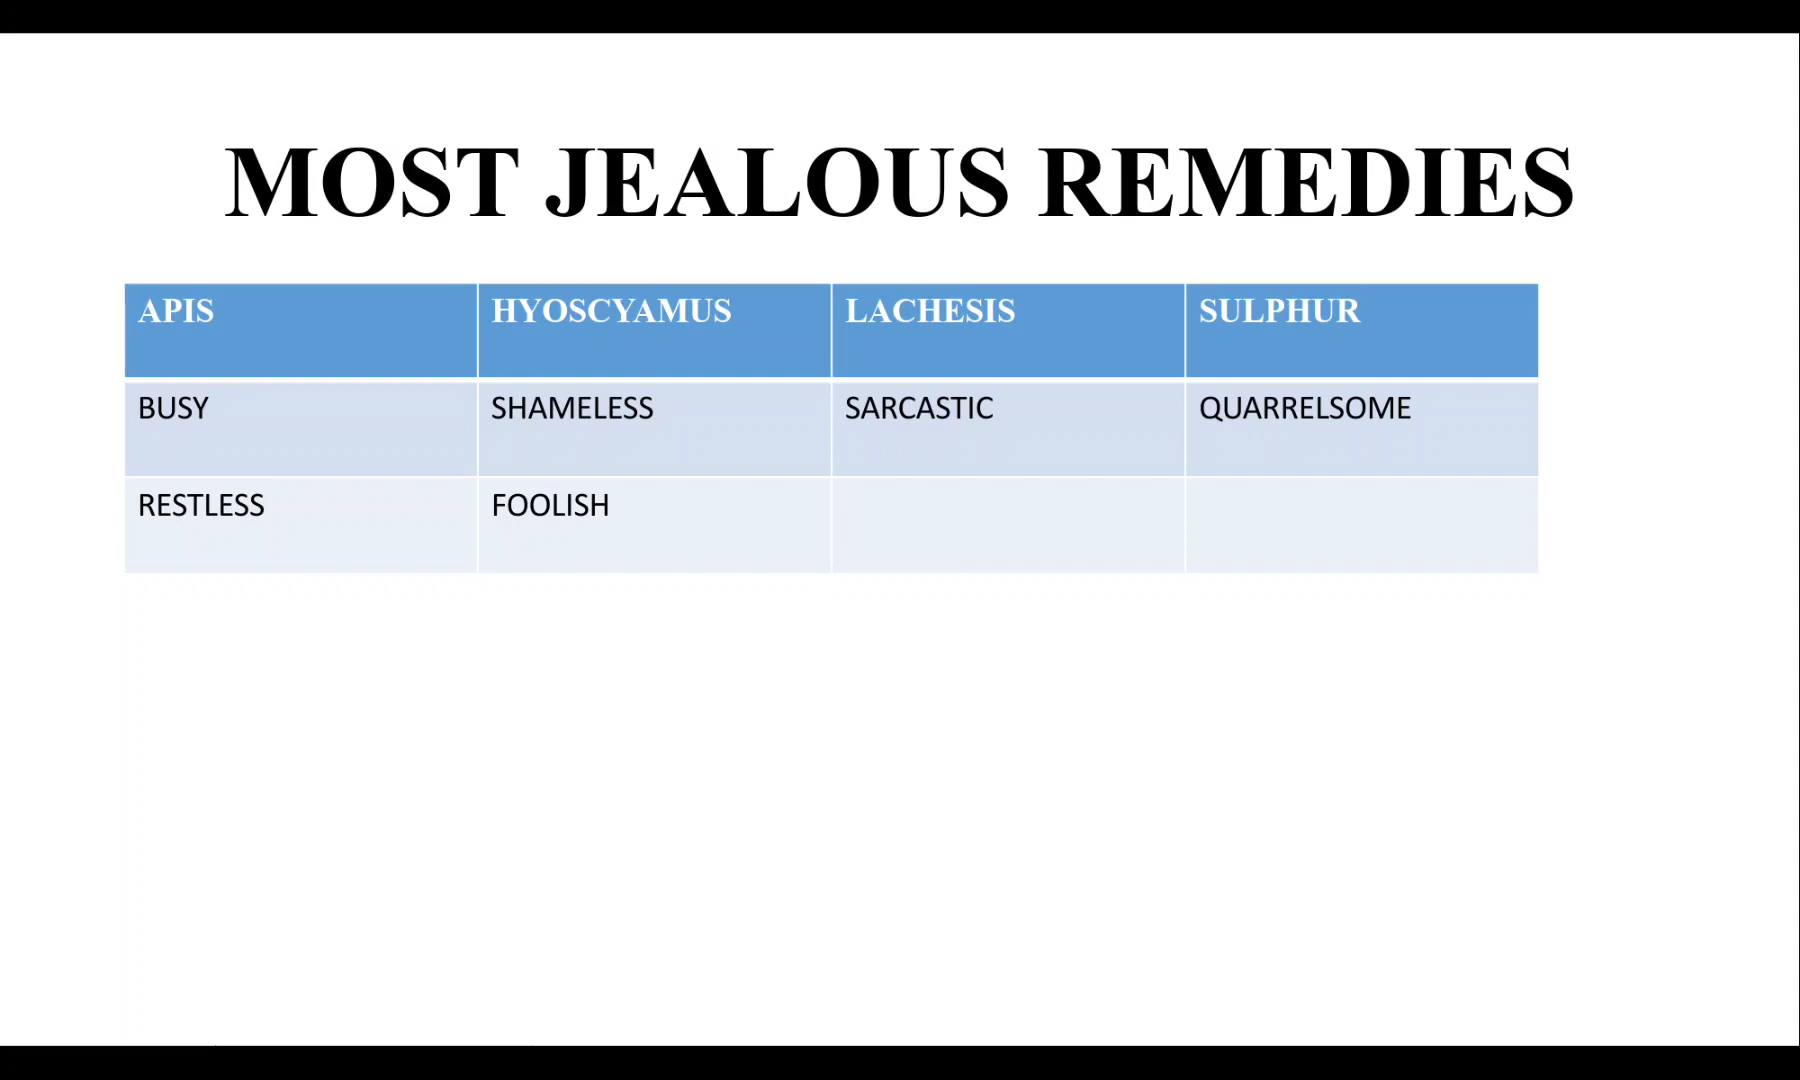 MOST JEALOUS REMEDIES
APIS HYOSCYAMUS LACHESIS SULPHUR
BUSY SHAMELESS SARCASTIC QUARRELSOME
RESTLESS FOOLISH